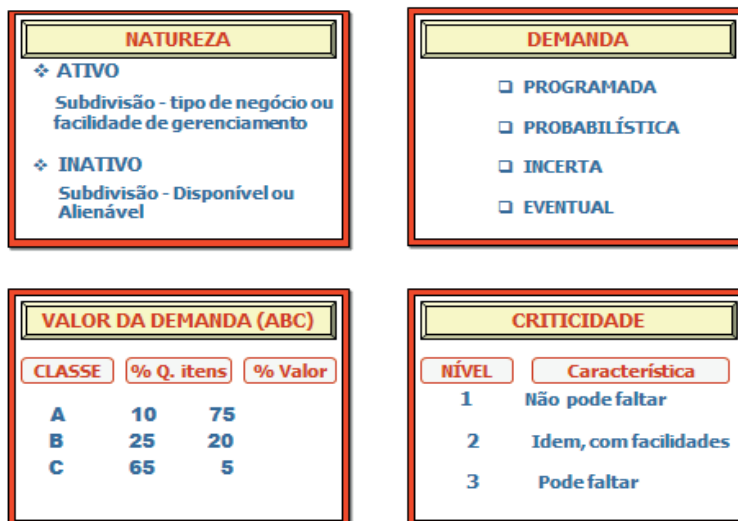 NATUREZA
ATIVO
Subdivisão - tipo de negócio ou
facilidade de gerenciamento
INATIVO
Subdivisão - Disponível ou
Alienável
DEMANDA
PROGRAMADA
PROBABILÍSTICA
INCERTA
EVENTUAL
VALOR DA DEMANDA (ABC)
CLASSE % Q. itens % Valor
A 10 75
B 25 20
C 65 5
CRITICIDADE
NÍVEL Característica
1 Não pode faltar
2 Idem, com facilidades
3 Pode faltar